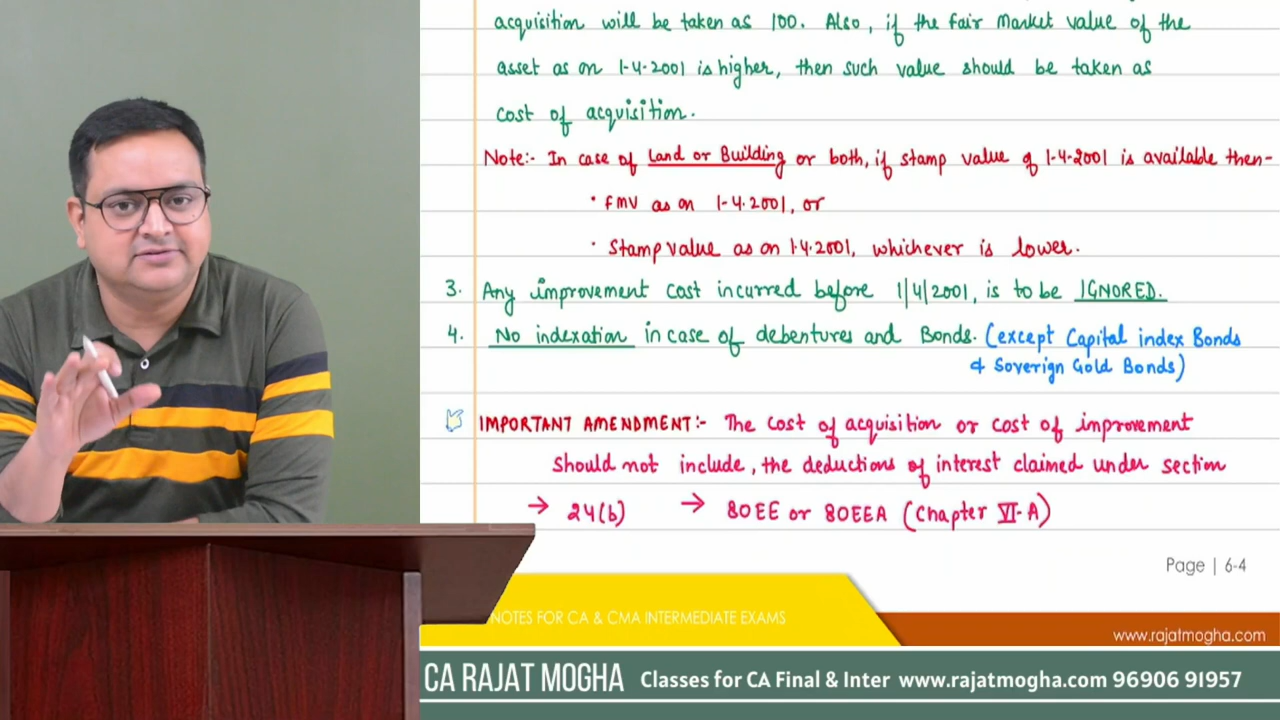 acquisition will be taken as 100. Also, if the fair market value of the
asset as on 1-4-2001 is higher, then such value should be taken as
cost of acquisition.
Note:- In case of Land or Building or both, if stamp value of 1-4-2001 is available then-
• FMV as on 1-4-2001, or
• Stamp value as on 1.4.2001, whichever is lower.
3. Any improvement cost incurred before 1/4/2001, is to be IGNORED.
4. No indexation in case of debentures and Bonds. (except Capital index Bonds
& Soverign Gold Bonds)
IMPORTANT AMENDMENT:- The cost of acquisition or cost of improvement
should not include, the deductions of interest claimed under section
→ 24(b) → 80EE or 80EEA (Chapter VI-A)
Page | 6-4
NOTES FOR CA & CMA INTERMEDIATE EXAMS
www.rajatmogha.com
CA RAJAT MOGHA Classes for CA Final & Inter www.rajatmogha.com 96906 91957